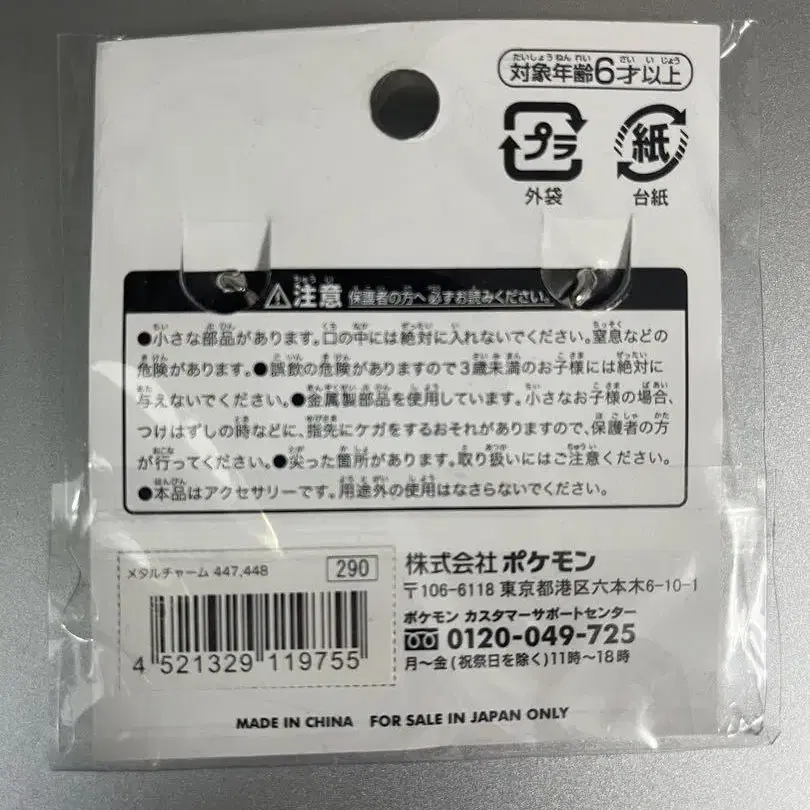 対象年齢6才以上
プラ
紙
外袋
台紙
注意 保護者の方へ必ずお読みください。
●小さな部品があります。口の中には絶対に入れないでください。窒息などの
危険があります。●誤飲の危険がありますので3歳未満のお子様には絶対に
与えないでください。●金属製部品を使用しています。小さなお子様の場合、
つけはずしの時などに、指先にケガをするおそれがありますので、保護者の方
が行ってください。●尖った箇所があります。取り扱いにはご注意ください。
●本品はアクセサリーです。用途外の使用はなさらないでください。
メタルチャーム 447,448 290
4 521329 119755
株式会社 ポケモン
〒106-6118 東京都港区六本木6-10-1
ポケモン カスタマーサポートセンター
0120-049-725
月〜金(祝祭日を除く)11時〜18時
MADE IN CHINA FOR SALE IN JAPAN ONLY